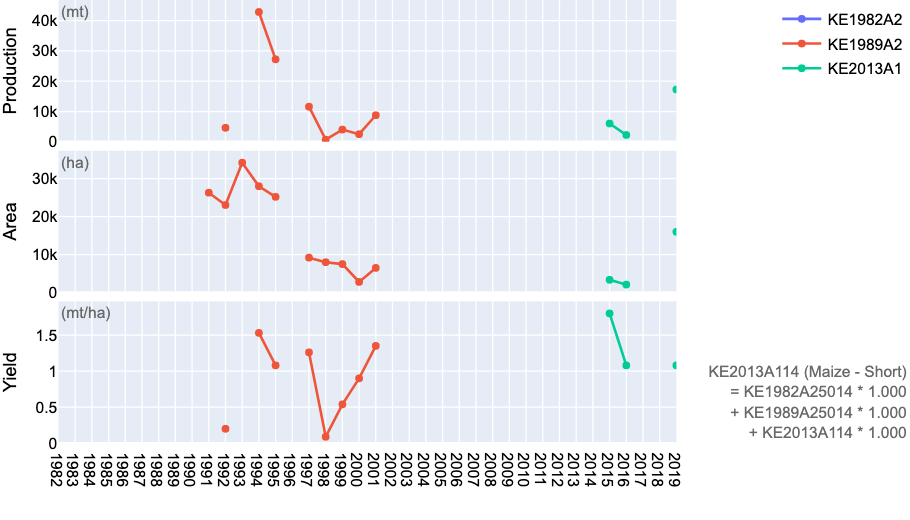 (mt)
Production
40k
30k
20k
10k
0
KE1982A2
KE1989A2
KE2013A1
(ha)
Area
30k
20k
10k
0
(mt/ha)
Yield
1.5
1
0.5
0
KE2013A114 (Maize - Short)
= KE1982A25014 * 1.000
+ KE1989A25014 * 1.000
+ KE2013A114 * 1.000
1982
1983
1984
1985
1986
1987
1988
1989
1990
1991
1992
1993
1994
1995
1996
1997
1998
1999
2000
2001
2002
2003
2004
2005
2006
2007
2008
2009
2010
2011
2012
2013
2014
2015
2016
2017
2018
2019